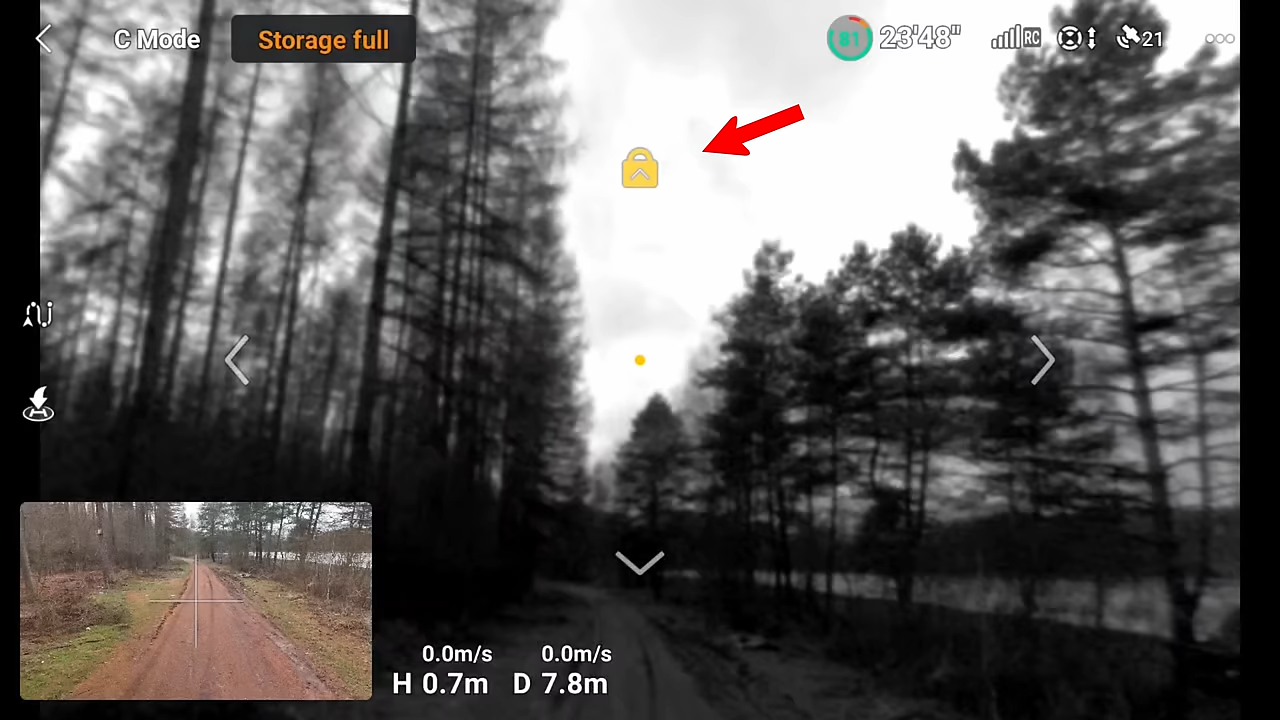 C Mode
Storage full
81
23'48"
RC
21
0.0m/s
0.0m/s
H 0.7m
D 7.8m